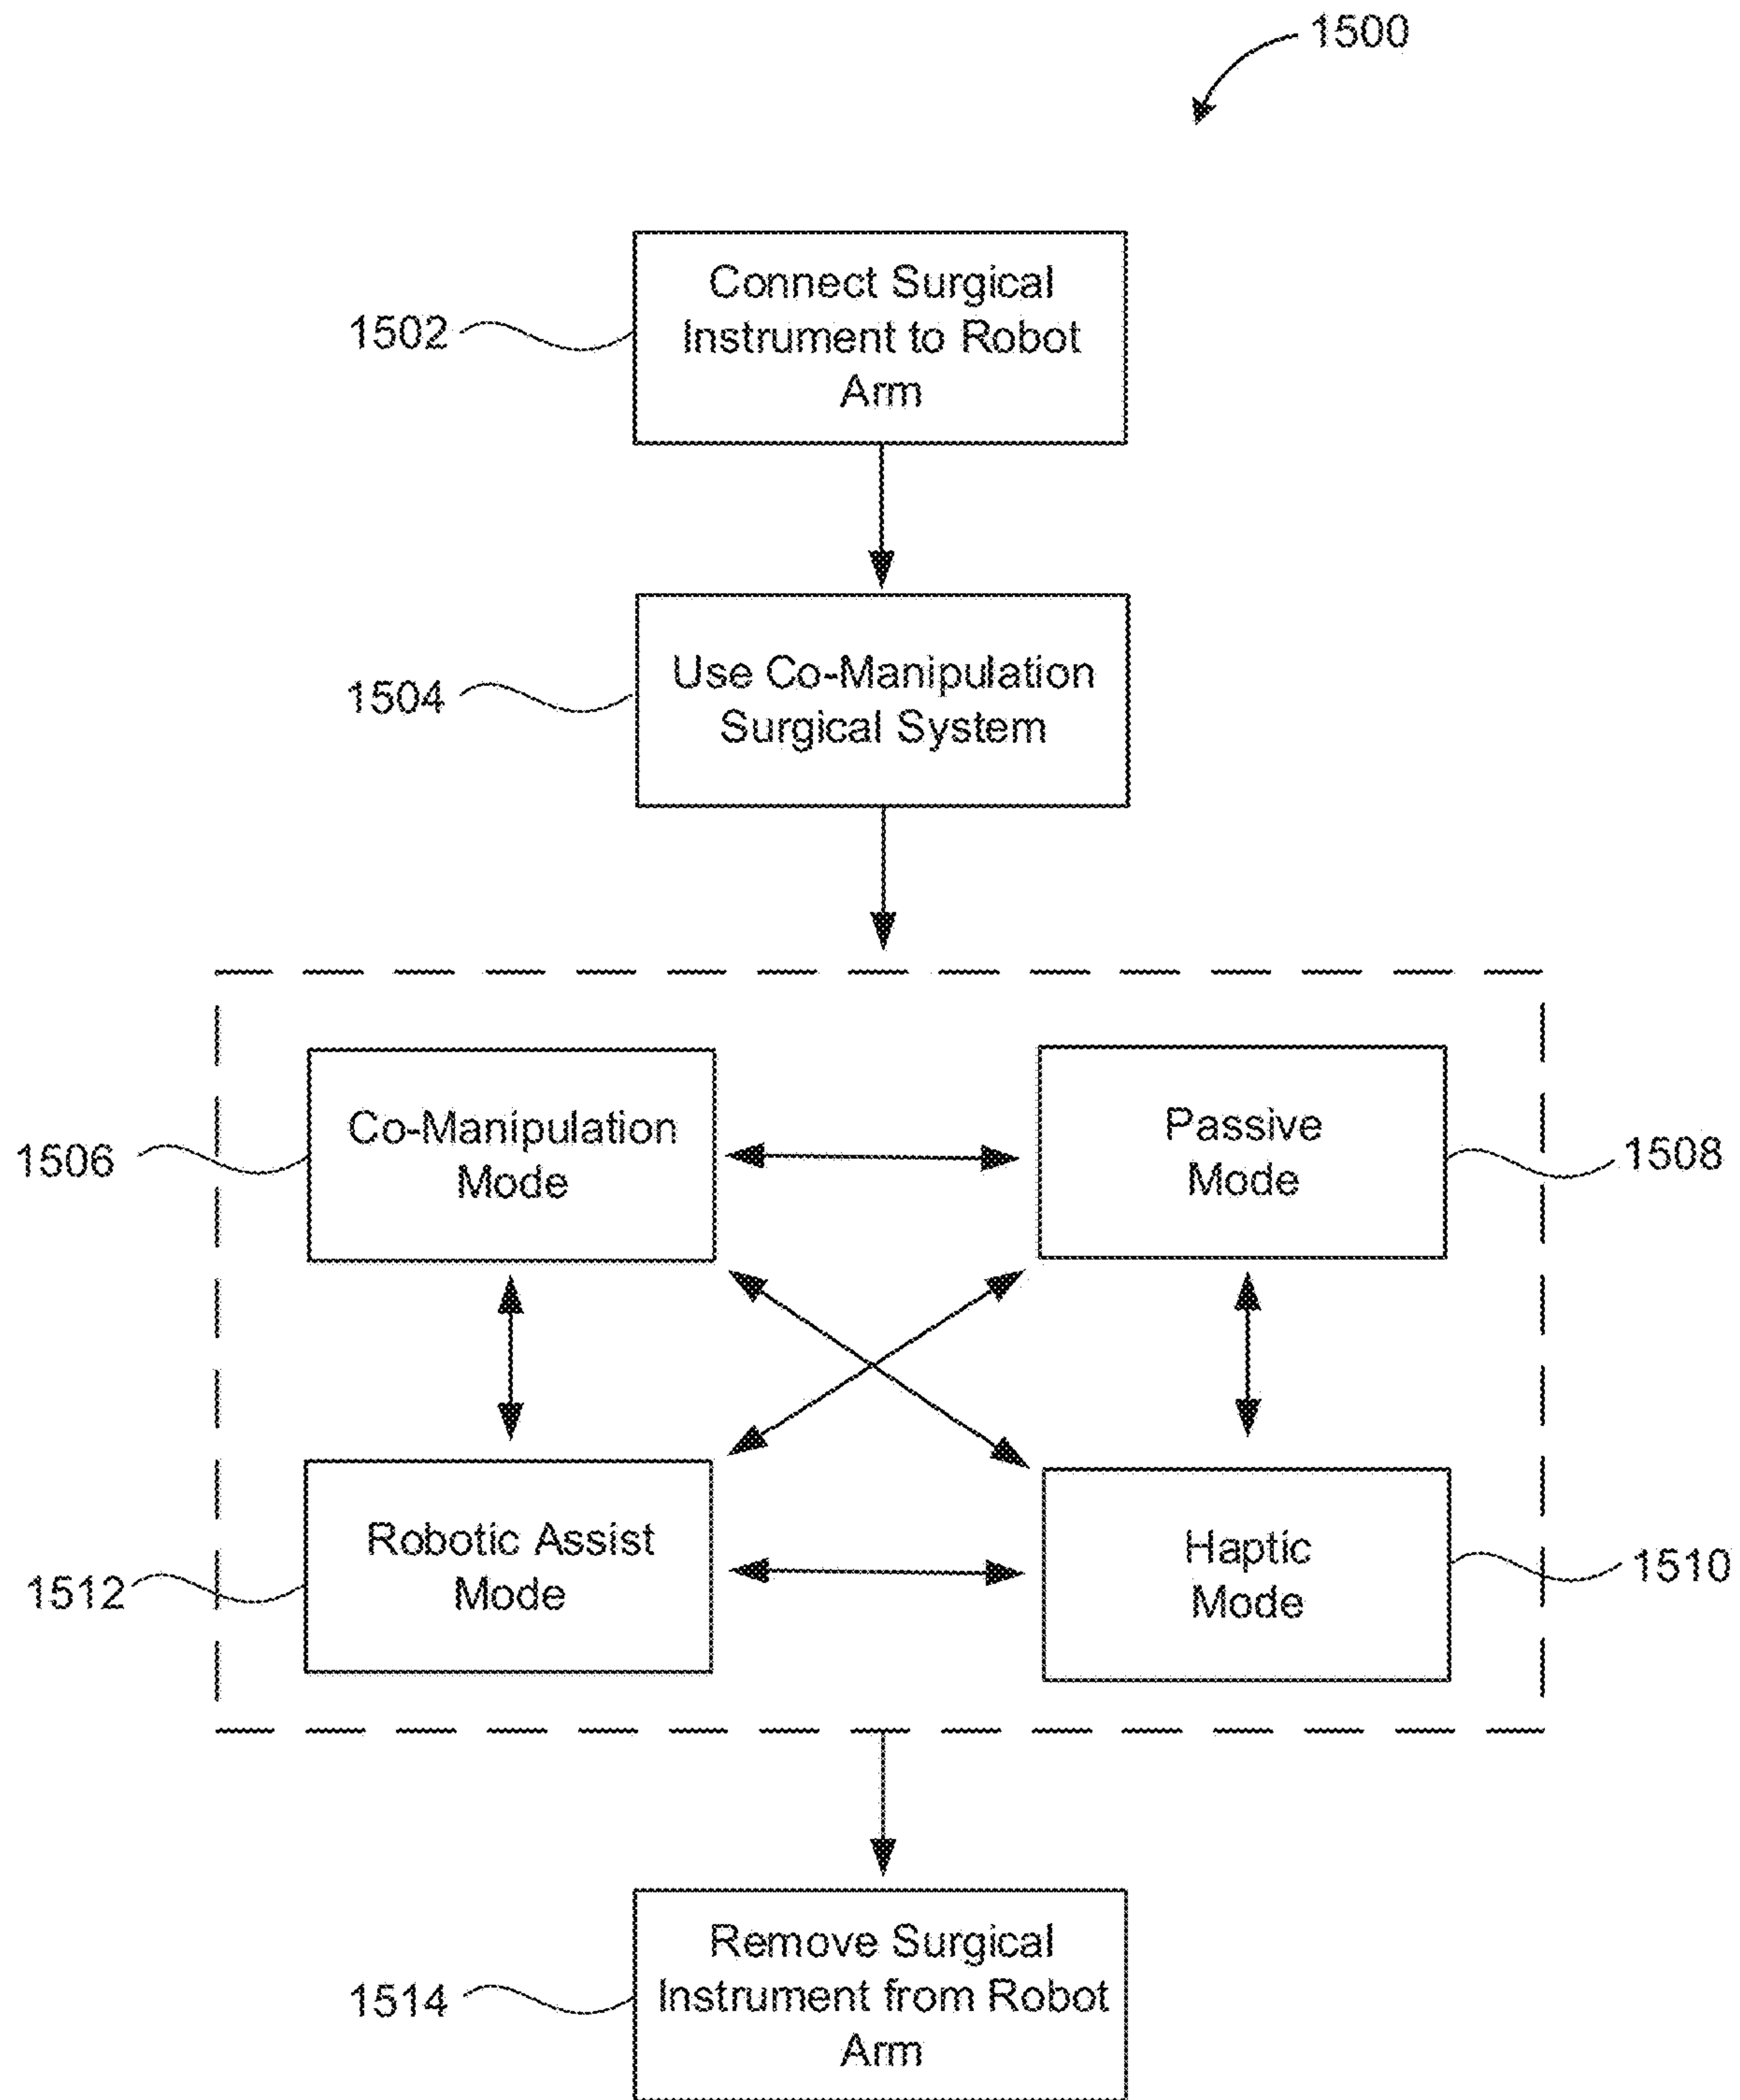 1500
Connect Surgical
Instrument to Robot
Arm
1502
Use Co-Manipulation
Surgical System
1504
Co-Manipulation
Mode
1506
Passive
Mode
1508
Robotic Assist
Mode
1512
Haptic
Mode
1510
Remove Surgical
Instrument from Robot
Arm
1514